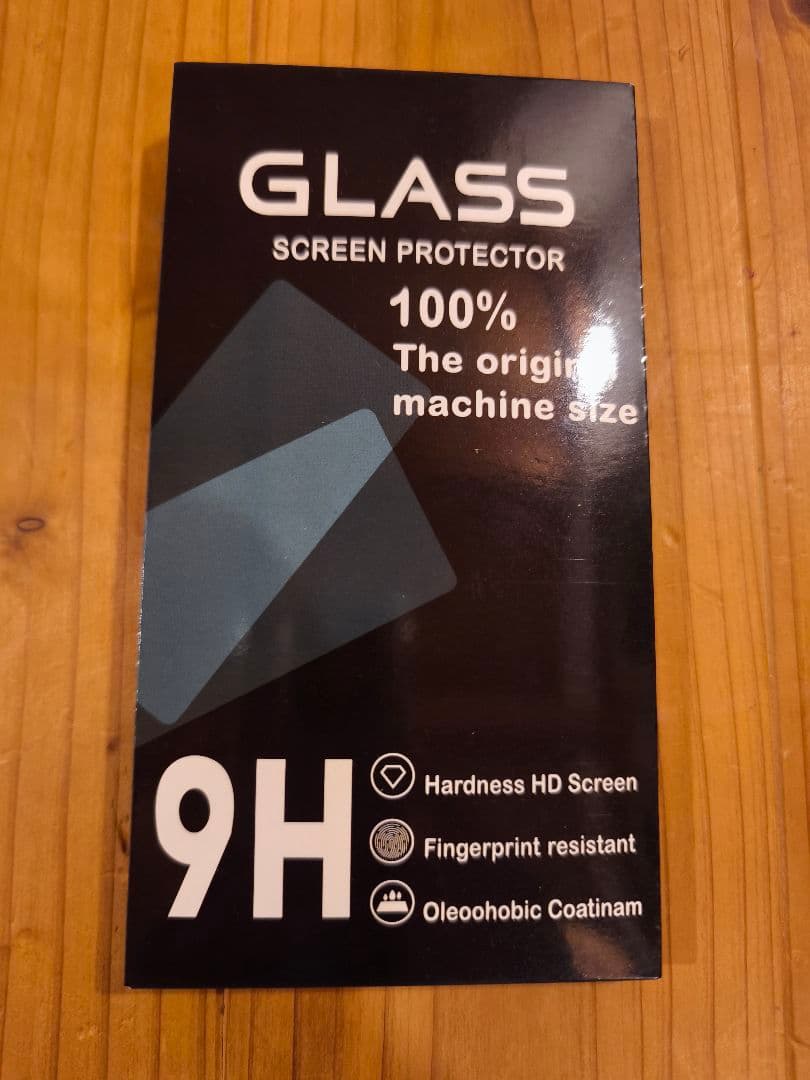 GLASS
SCREEN PROTECTOR
100%
The
machine size
9H
Hardness HD Screen
Fingerprint resistant
Oleoohobic Coatinam